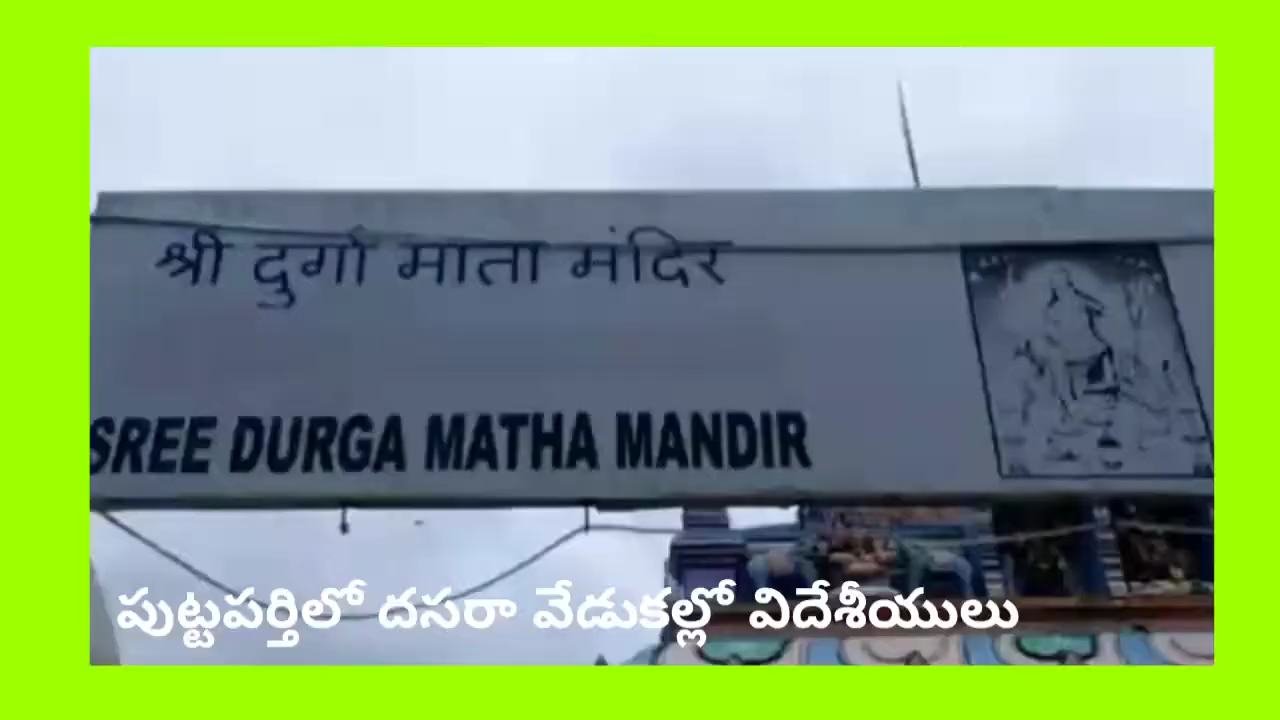 श्री दुर्गा माता मंदिर
SREE DURGA MATHA MANDIR
పుట్టపర్తిలో దసరా వేడుకల్లో విదేశీయులు